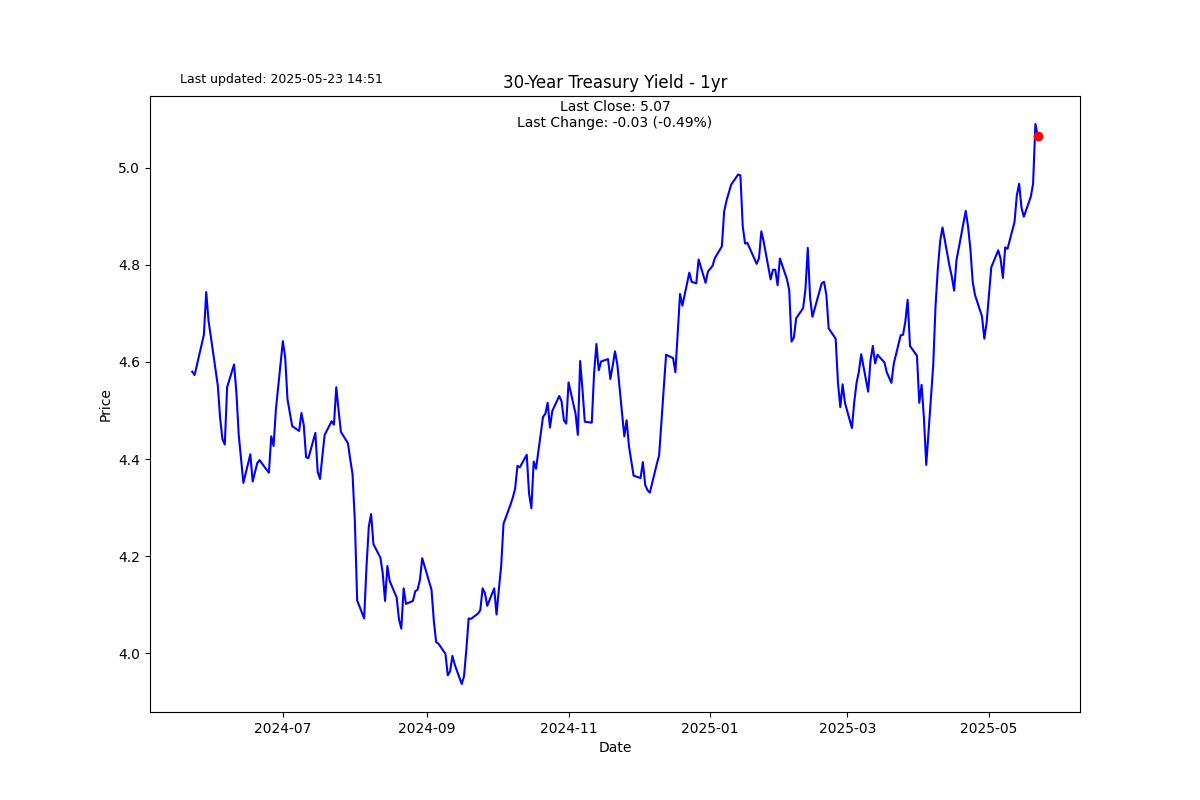 Last updated: 2025-05-23 14:51
30-Year Treasury Yield - 1yr
Last Close: 5.07
Last Change: -0.03 (-0.49%)
5.0
4.8
4.6
4.4
4.2
4.0
Price
2024-07
2024-09
2024-11
2025-01
2025-03
2025-05
Date